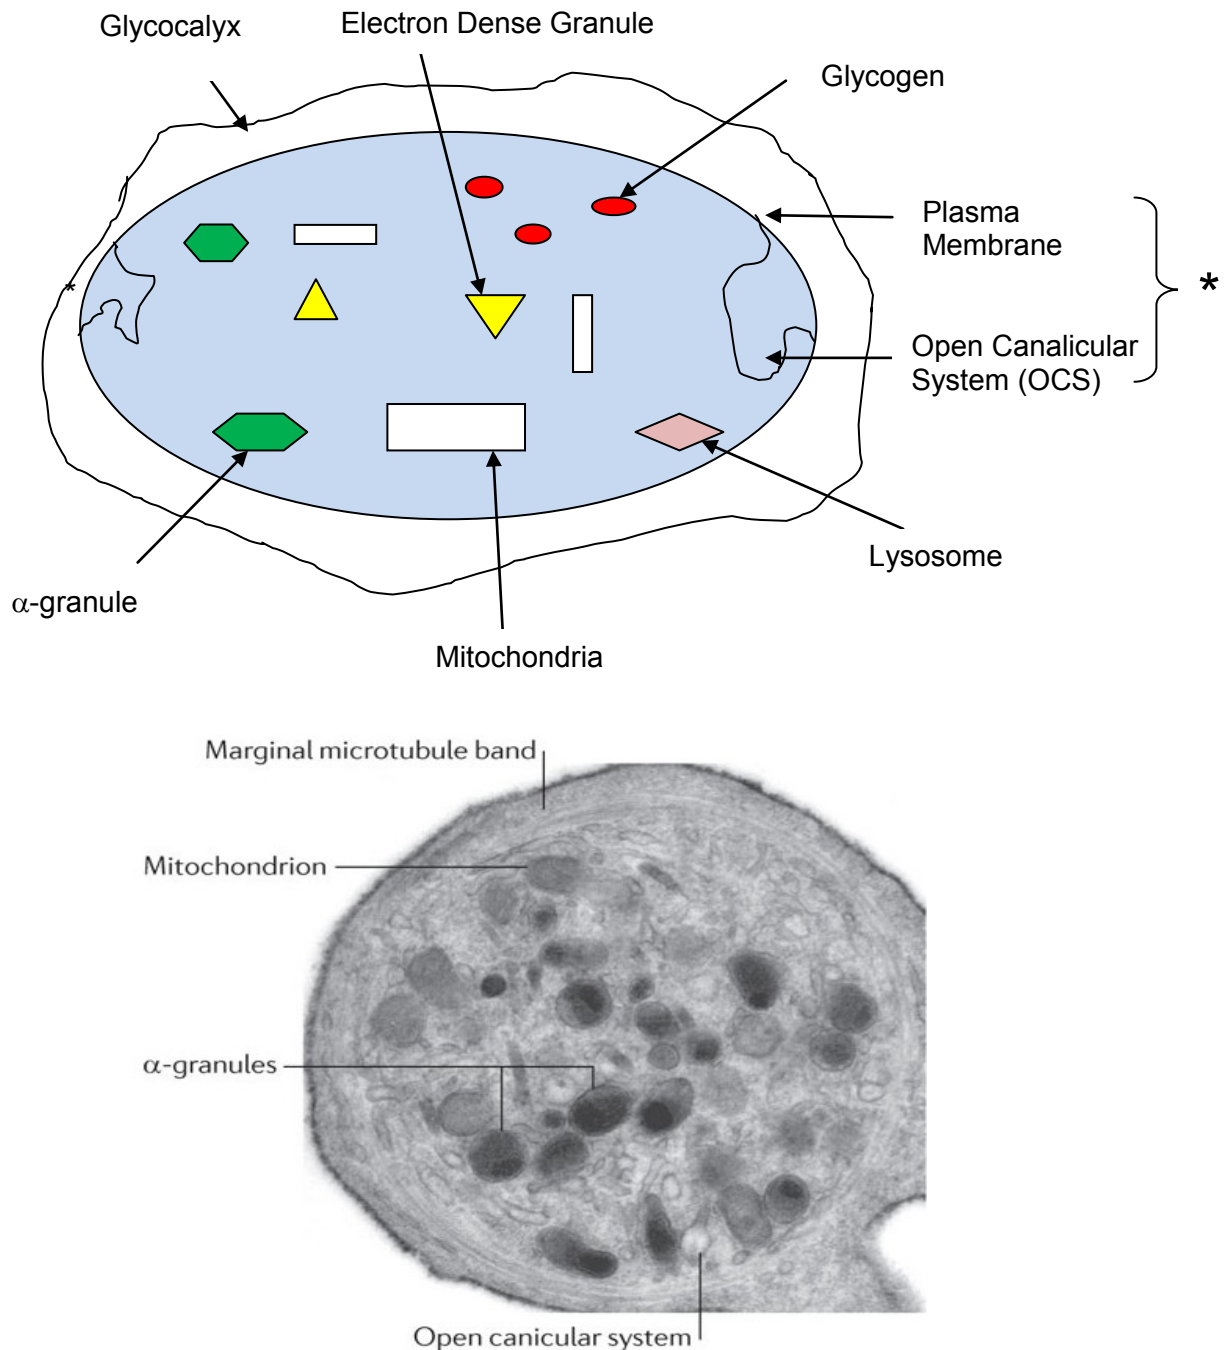 Glycocalyx
Electron Dense Granule
Glycogen
Plasma
Membrane
*
*
Open Canalicular
System (OCS)
Lysosome
α-granule
Mitochondria
Marginal microtubule band
Mitochondrion
α-granules
Open canicular system